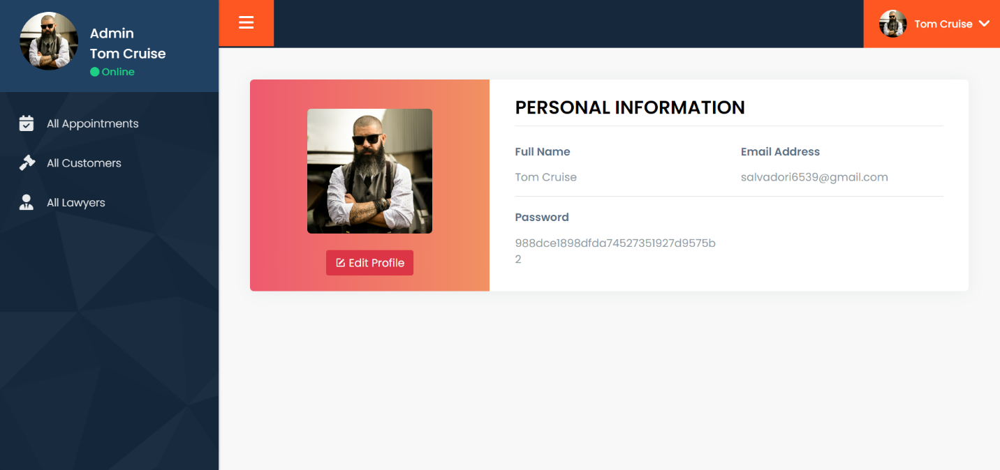 Admin
Tom Cruise
Online
All Appointments
All Customers
All Lawyers
Tom Cruise
PERSONAL INFORMATION
Full Name
Tom Cruise
Email Address
salvadori6539@gmail.com
Password
988dce1898dfda74527351927d9575b
2
Edit Profile